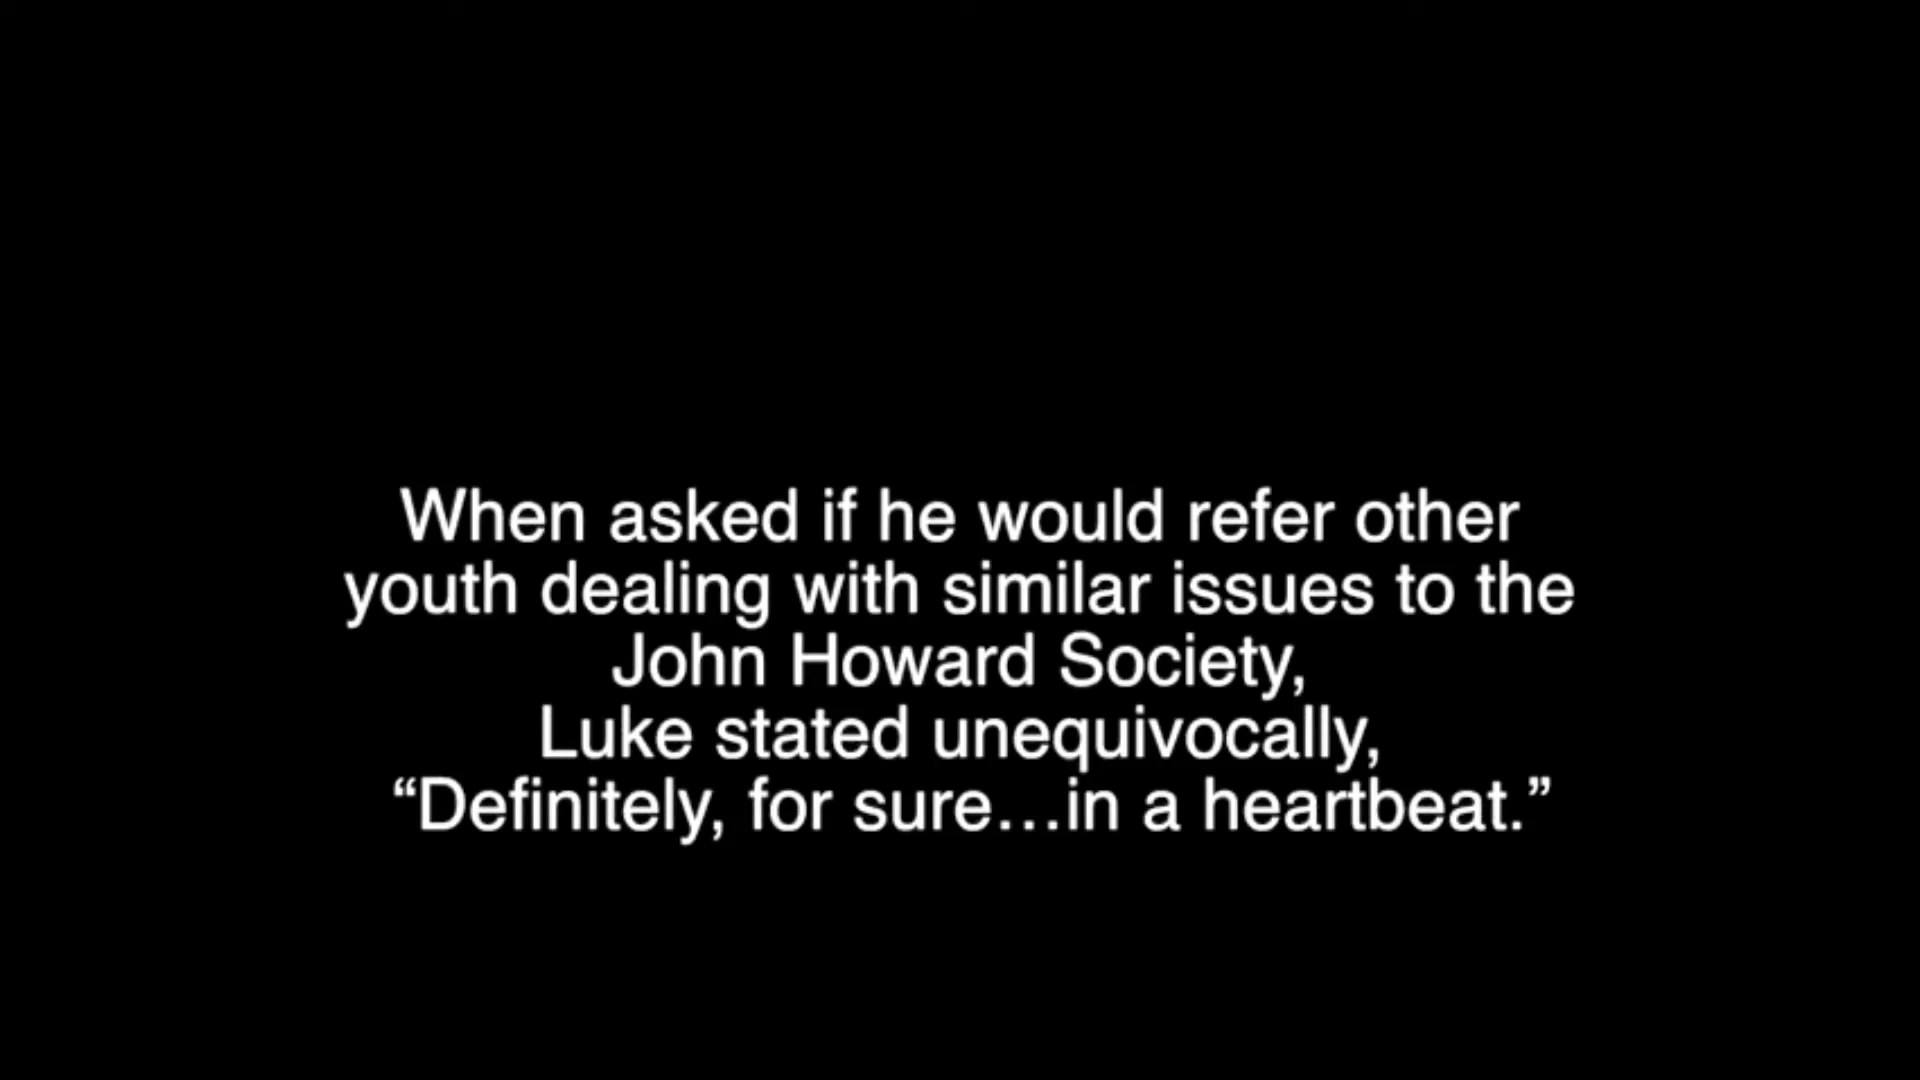 When asked if he would refer other
youth dealing with similar issues to the
John Howard Society,
Luke stated unequivocally,
“Definitely, for sure…in a heartbeat.”